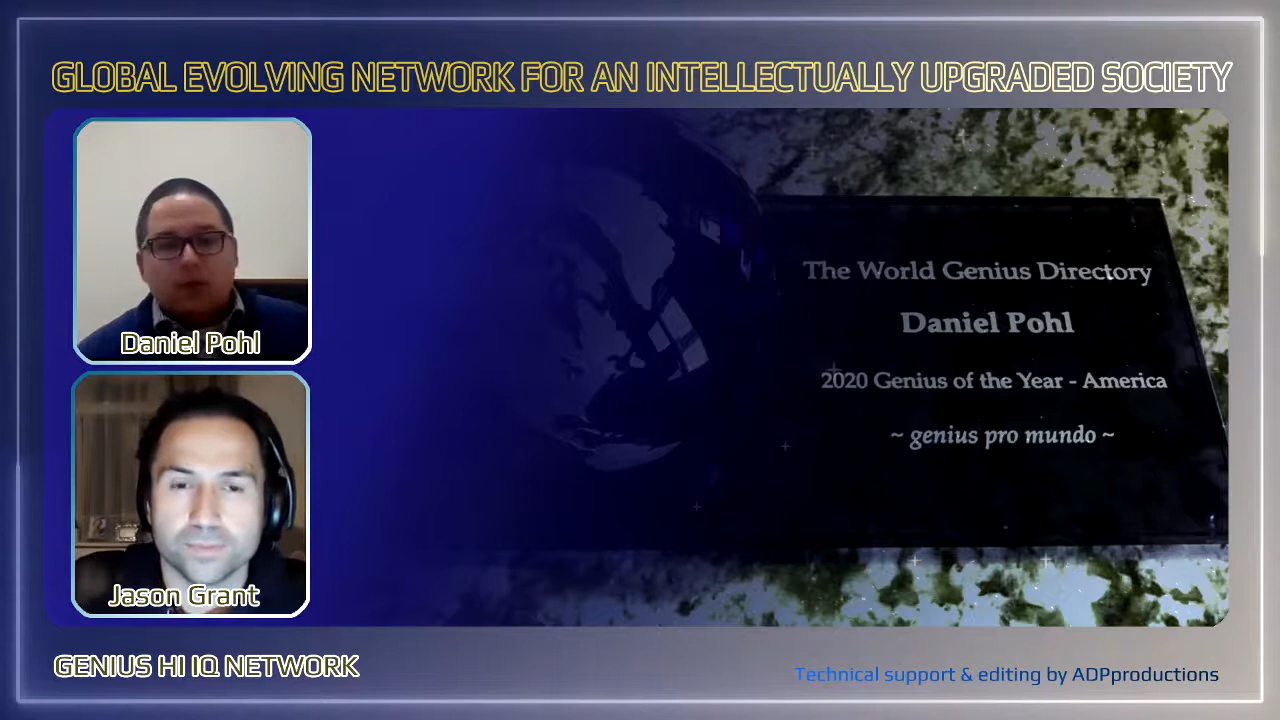 GLOBAL EVOLVING NETWORK FOR AN INTELLECTUALLY UPGRADED SOCIETY
Daniel Pohl
Jason Grant
The World Genius Directory
Daniel Pohl
2020 Genius of the Year - America
~ genius pro mundo ~
GENIUS HI IQ NETWORK
Technical support & editing by ADPproductions